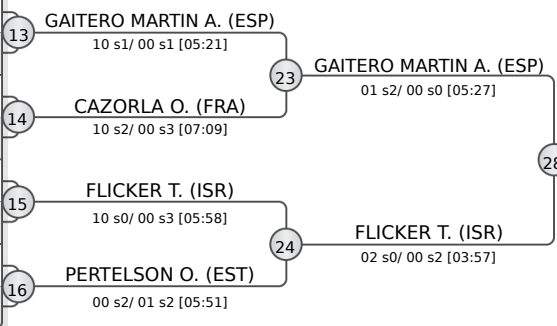 GAITERO MARTIN A. (ESP)
13
10 s1/ 00 s1 [05:21]
GAITERO MARTIN A. (ESP)
23
01 s2/ 00 s0 [05:27]
CAZORLA O. (FRA)
14
10 s2/ 00 s3 [07:09]
28
FLICKER T. (ISR)
15
10 s0/ 00 s3 [05:58]
FLICKER T. (ISR)
24
02 s0/ 00 s2 [03:57]
PERTELSON O. (EST)
16
00 s2/ 01 s2 [05:51]